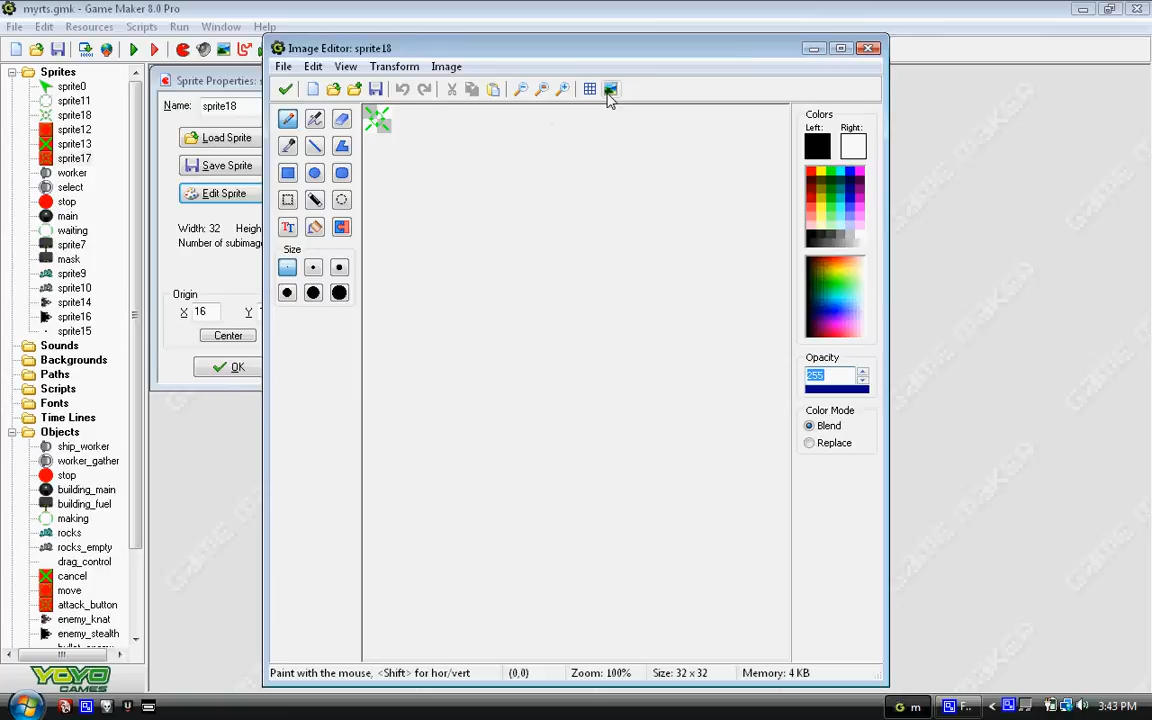 myrts.gmk - Game Maker 8.0 Pro
File Edit Resources Scripts Run Window Help
Image Editor: sprite18
File Edit View Transform Image
Sprite Properties: s
Name: sprite18
Load Sprite
Save Sprite
Edit Sprite
Width: 32 Heigh
Number of subimage
Origin
X 16 Y 1
Center
OK
Sprites
sprite0
sprite11
sprite18
sprite12
sprite13
sprite17
worker
select
stop
main
waiting
sprite7
mask
sprite9
sprite10
sprite14
sprite16
sprite15
Sounds
Backgrounds
Paths
Scripts
Fonts
Time Lines
Objects
ship_worker
worker_gather
stop
building_main
building_fuel
making
rocks
rocks_empty
drag_control
cancel
move
attack_button
enemy_knat
enemy_stealth
YOYO
GAMES
Size
Colors
Left: Right:
Opacity
255
Color Mode
Blend
Replace
Paint with the mouse, <Shift> for hor/vert (0,0) Zoom: 100% Size: 32 x 32 Memory: 4 KB
m
F...
3:43 PM